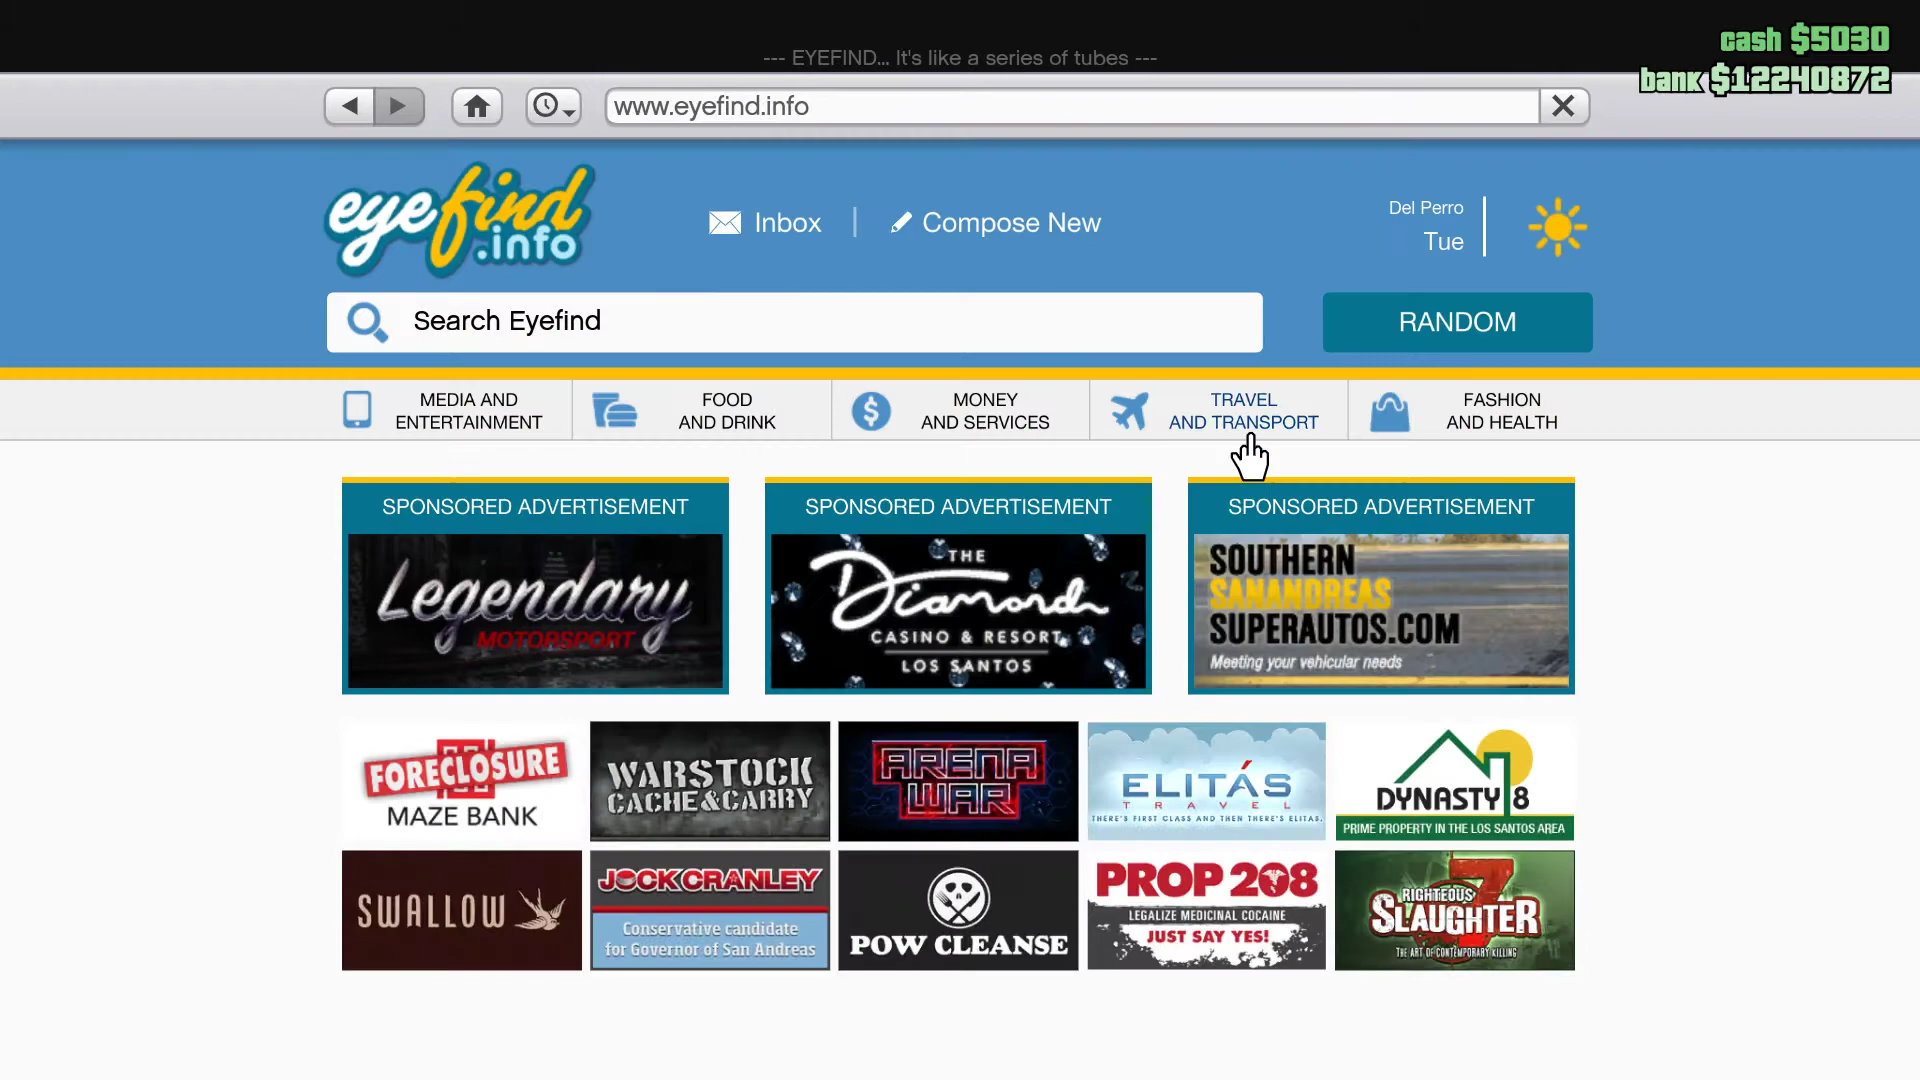 cash $5030
bank $12240872
--- EYEFIND... It's like a series of tubes ---
www.eyefind.info
eyefind
.info
Inbox
Compose New
Del Perro
Tue
Search Eyefind
RANDOM
MEDIA AND
ENTERTAINMENT
FOOD
AND DRINK
MONEY
AND SERVICES
TRAVEL
AND TRANSPORT
FASHION
AND HEALTH
SPONSORED ADVERTISEMENT
Legendary
MOTORSPORT
SPONSORED ADVERTISEMENT
THE
Diamond
CASINO & RESORT
LOS SANTOS
SPONSORED ADVERTISEMENT
SOUTHERN
SANANDREAS
SUPERAUTOS.COM
Meeting your vehicular needs
FORECLOSURE
MAZE BANK
WARSTOCK
CACHE&CARRY
ARENA
WAR
ELITÁS
TRAVEL
THERE'S FIRST CLASS AND THEN THERE'S ELITAS.
DYNASTY 8
PRIME PROPERTY IN THE LOS SANTOS AREA
SWALLOW
JOCK CRANLEY
Conservative candidate
for Governor of San Andreas
POW CLEANSE
PROP 208
LEGALIZE MEDICINAL COCAINE
JUST SAY YES!
RIGHTEOUS
SLAUGHTER
7
THE ART OF CONTEMPORARY KILLING